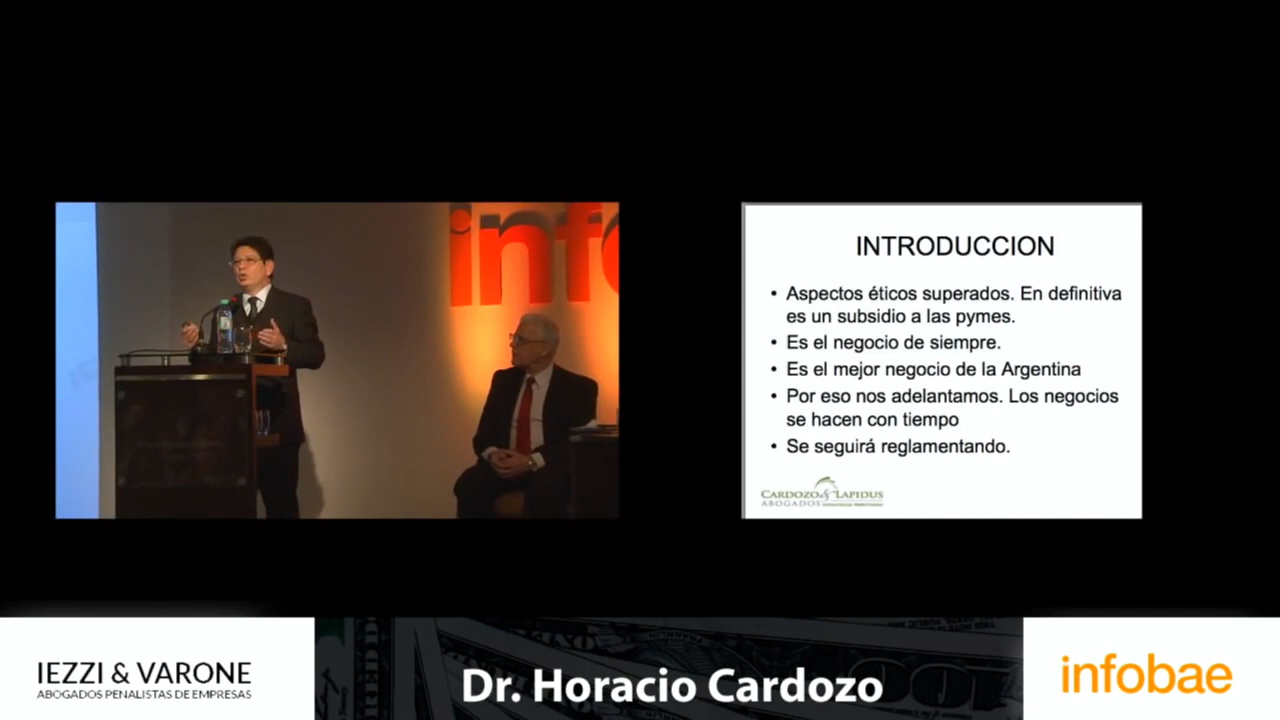 info
INTRODUCCION
• Aspectos éticos superados. En definitiva
es un subsidio a las pymes.
• Es el negocio de siempre.
• Es el mejor negocio de la Argentina
• Por eso nos adelantamos. Los negocios
se hacen con tiempo
• Se seguirá reglamentando.
CARDOZO & LAPIDUS
ABOGADOS
IEZZI & VARONE
ABOGADOS PENALISTAS DE EMPRESAS
Dr. Horacio Cardozo
infobae